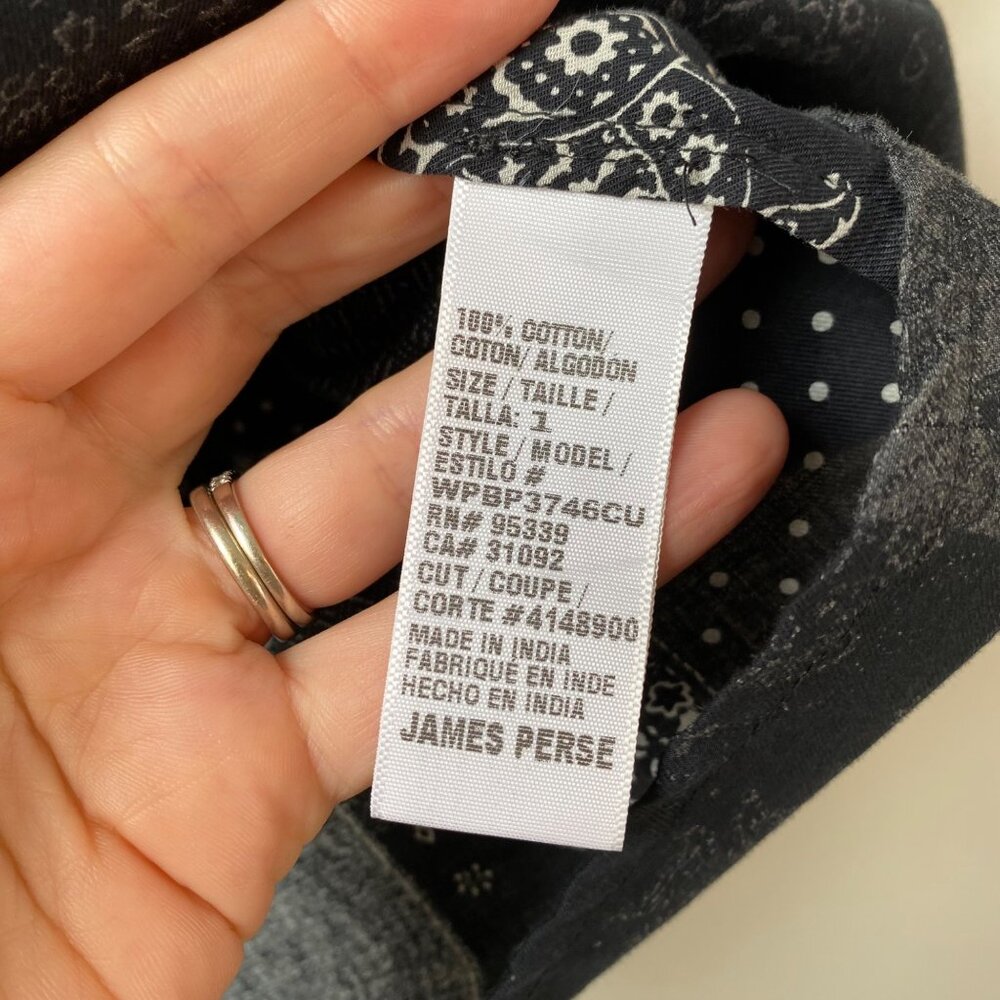 100% COTTON/
COTON/ ALGODON
SIZE / TAILLE /
TALLA: 1
STYLE / MODEL /
ESTILO #
WPBP3746CU
RN# 95339
CA# 31092
CUT / COUPE /
CORTE #4148900
MADE IN INDIA
FABRIQUE EN INDE
HECHO EN INDIA
JAMES PERSE